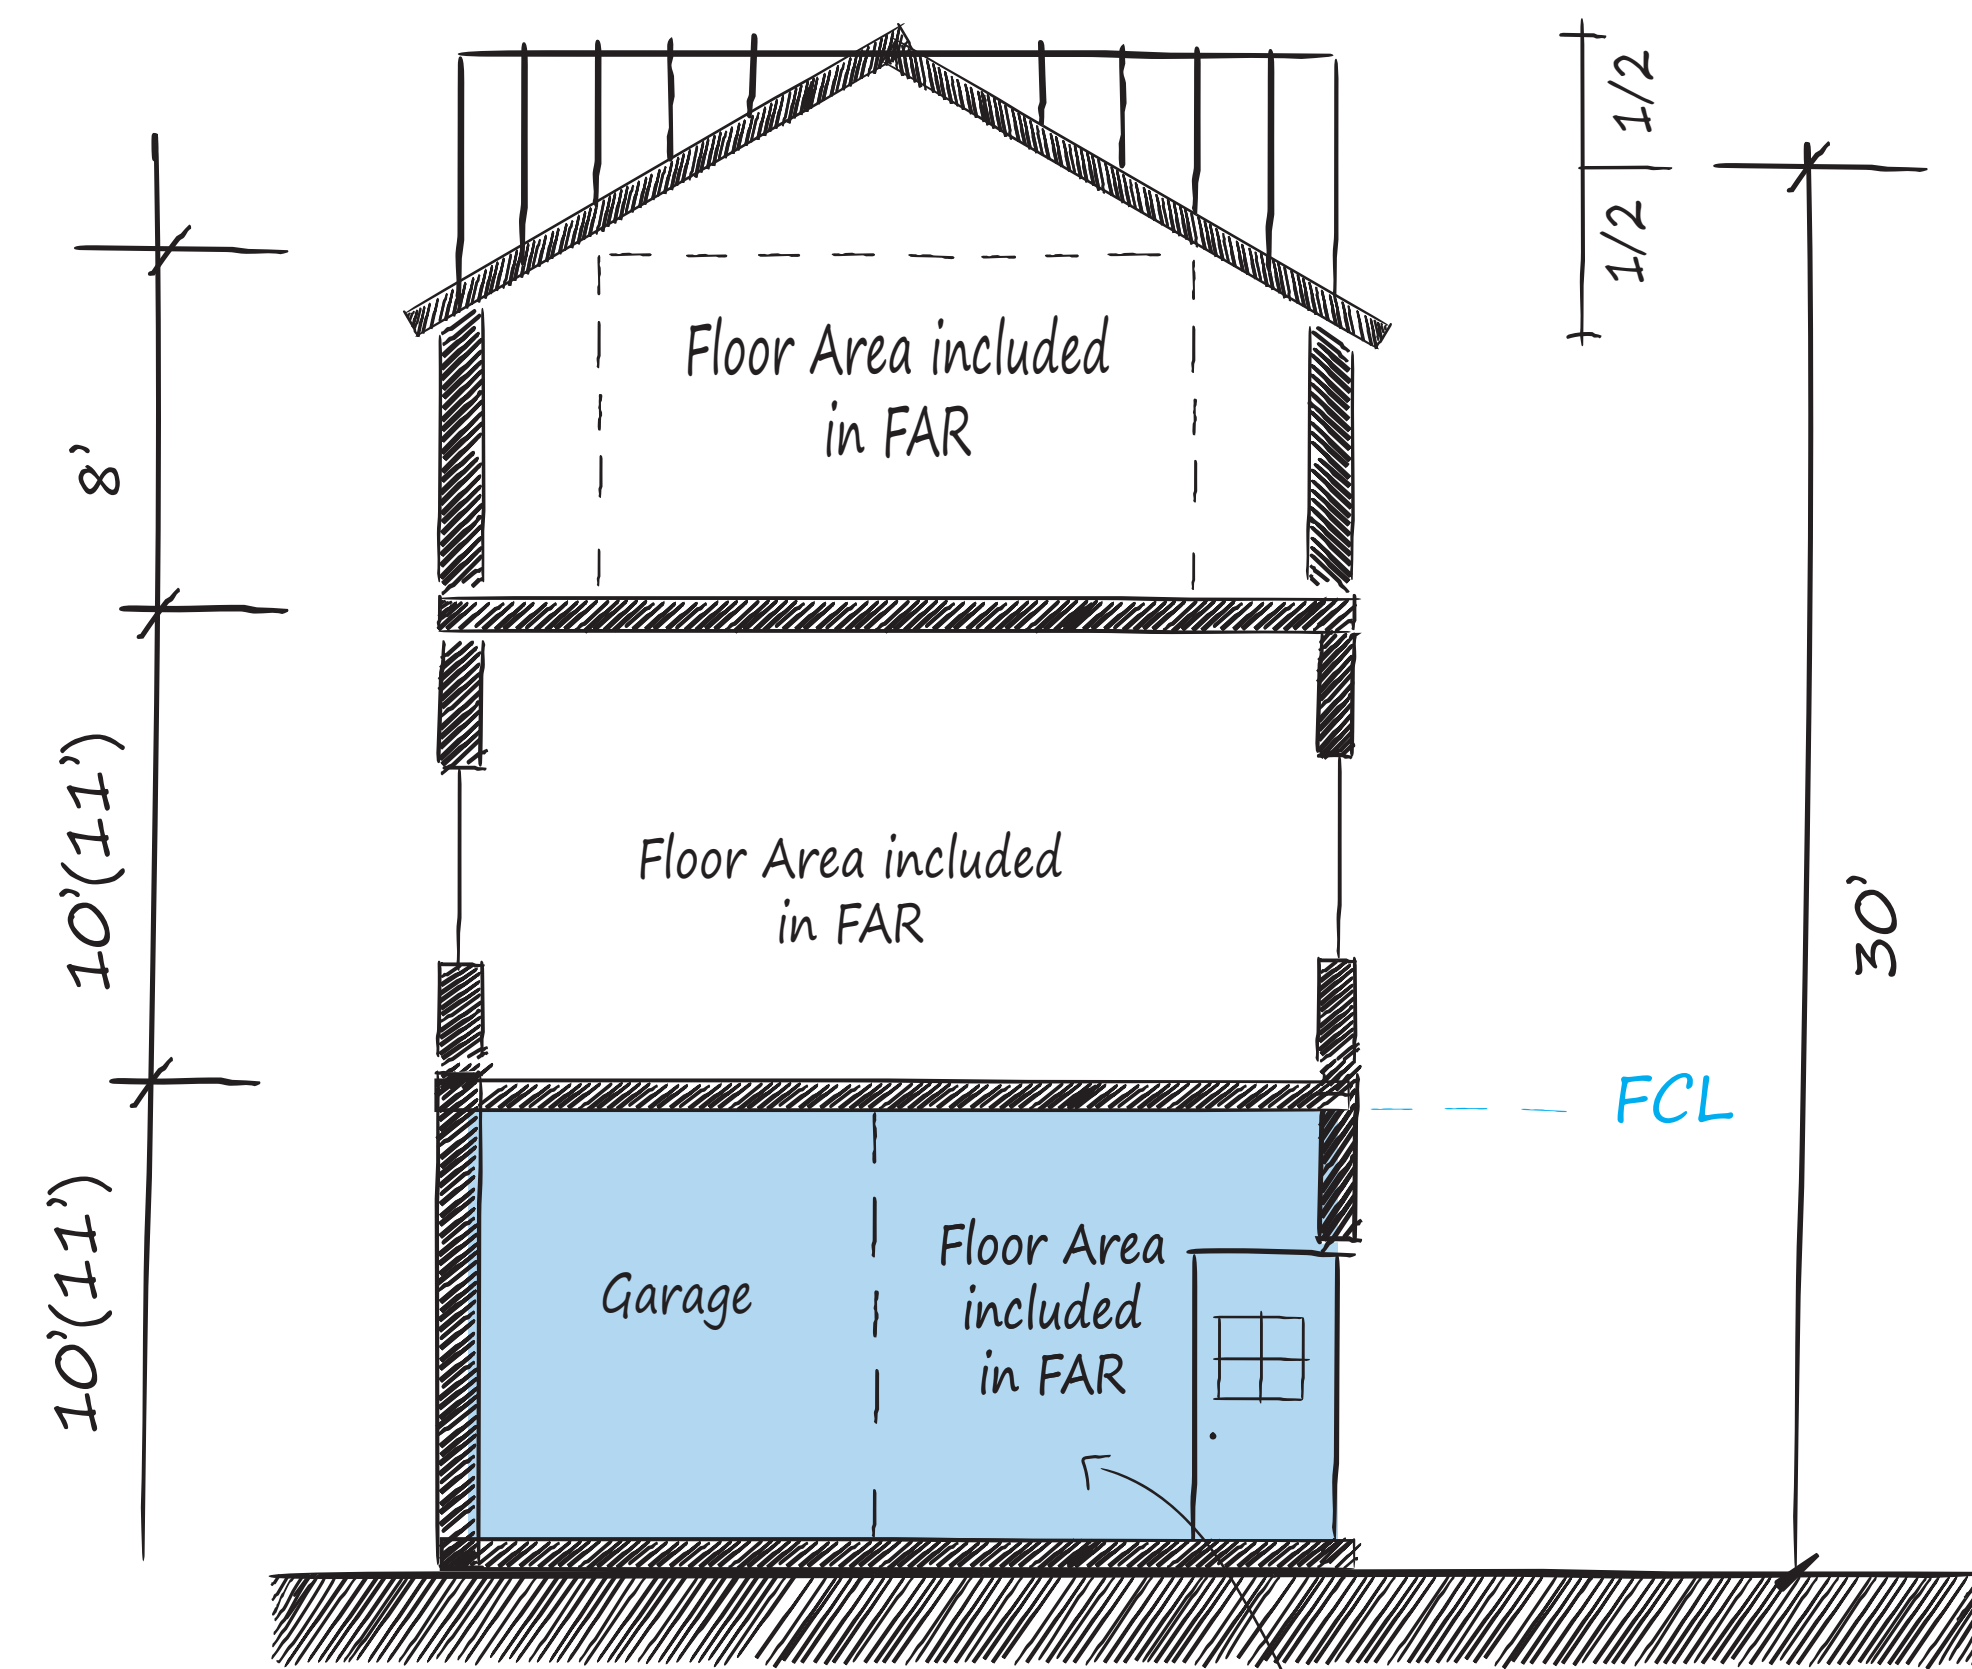 1/2
1/2
8'
Floor Area included
in FAR
10'(11')
Floor Area included
in FAR
30'
FCL
10'(11')
Garage
Floor Area
included
in FAR